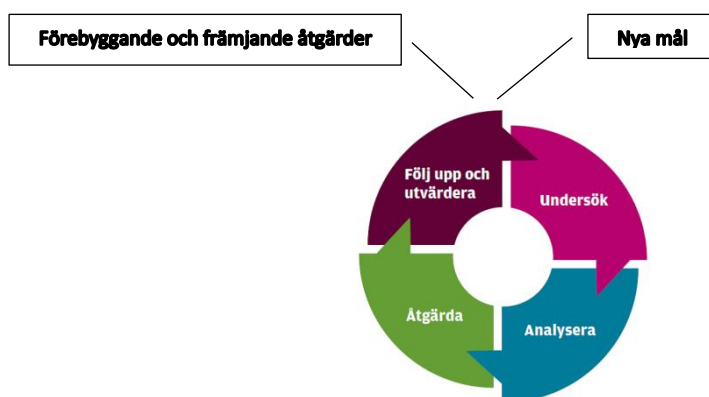 Förebyggande och främjande åtgärder
Nya mål
Följ upp och
utvärdera
Undersök
Åtgärda
Analysera